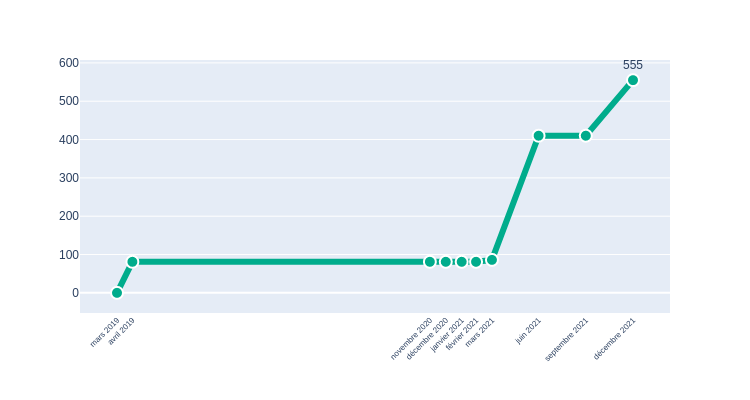 600
555
500
400
300
200
100
0
mars 2019
avril 2019
novembre 2020
décembre 2020
janvier 2021
février 2021
mars 2021
juin 2021
septembre 2021
décembre 2021